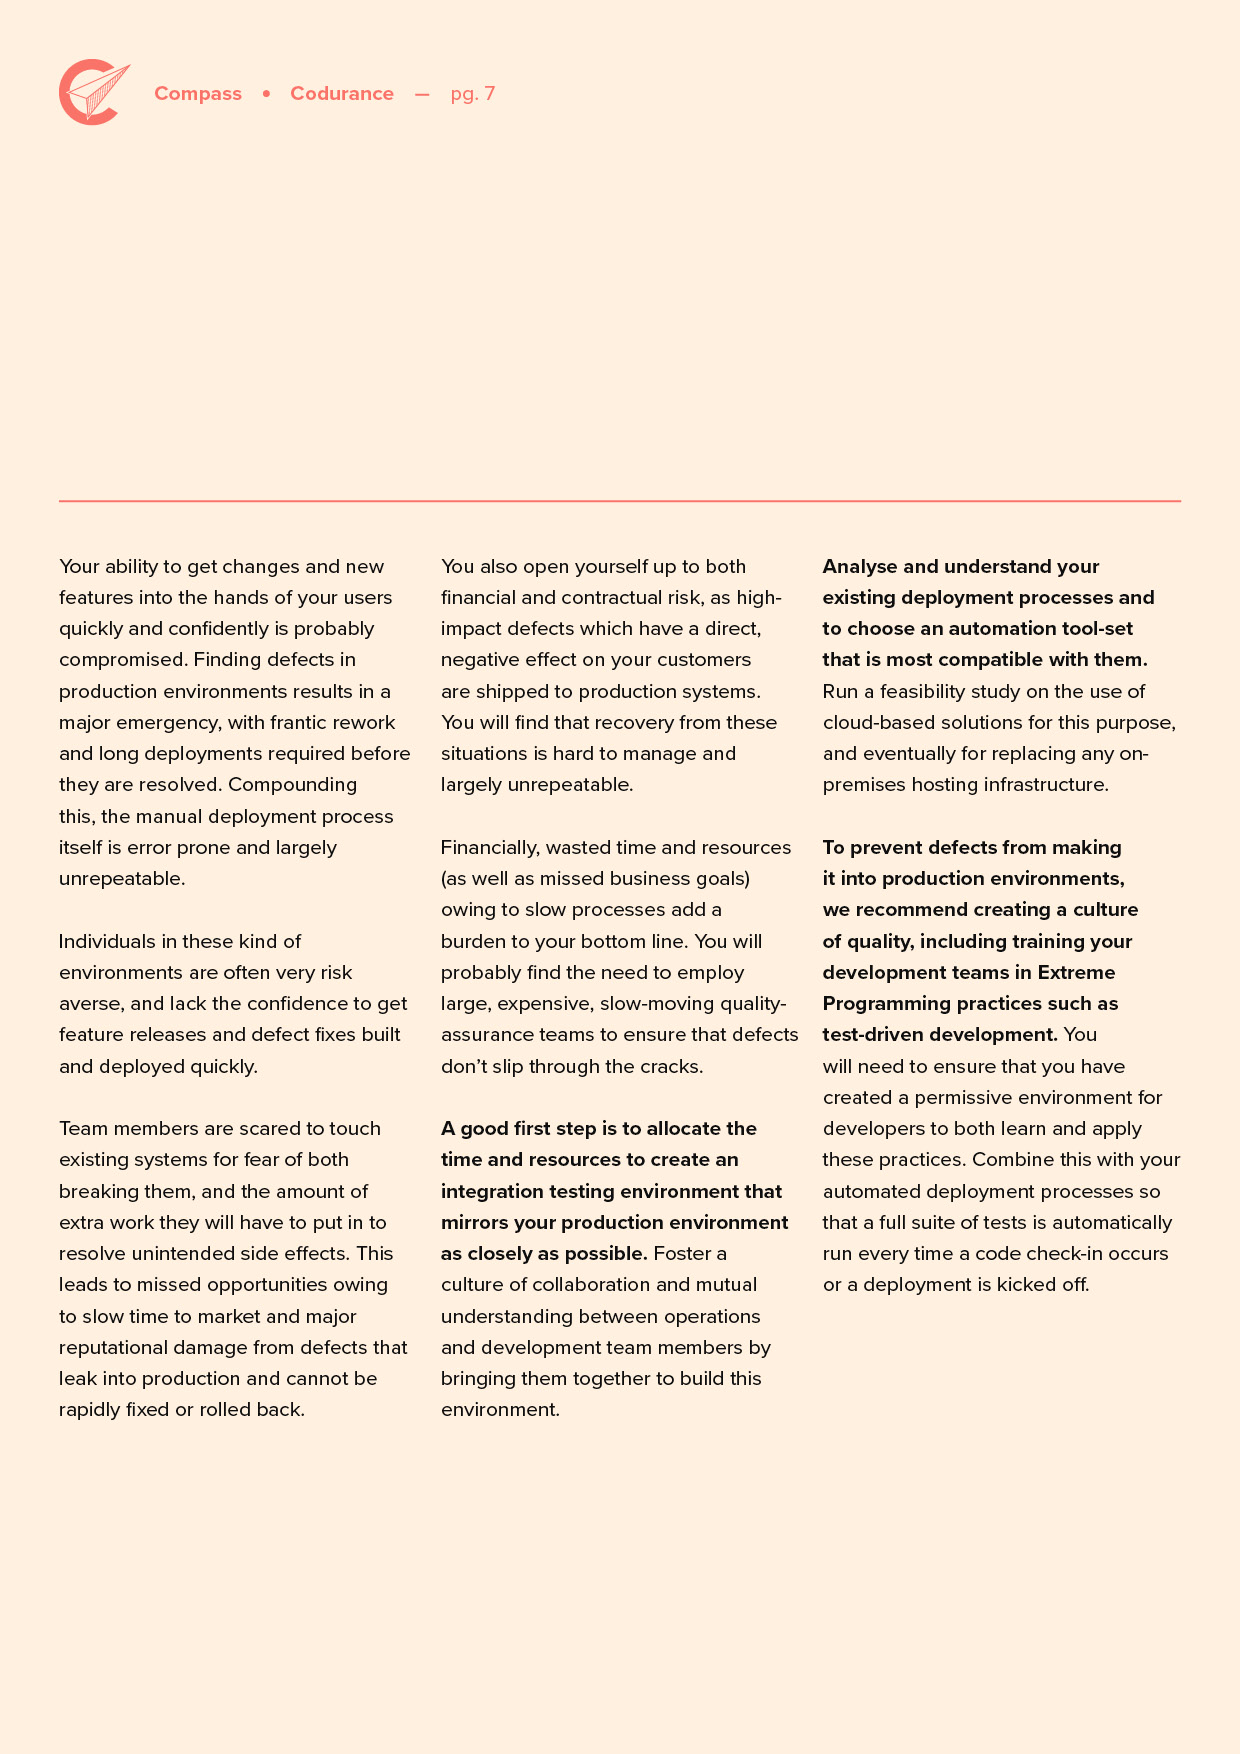 Compass • Codurance — pg. 7
Your ability to get changes and new
features into the hands of your users
quickly and confidently is probably
compromised. Finding defects in
production environments results in a
major emergency, with frantic rework
and long deployments required before
they are resolved. Compounding
this, the manual deployment process
itself is error prone and largely
unrepeatable.
Individuals in these kind of
environments are often very risk
averse, and lack the confidence to get
feature releases and defect fixes built
and deployed quickly.
Team members are scared to touch
existing systems for fear of both
breaking them, and the amount of
extra work they will have to put in to
resolve unintended side effects. This
leads to missed opportunities owing
to slow time to market and major
reputational damage from defects that
leak into production and cannot be
rapidly fixed or rolled back.
You also open yourself up to both
financial and contractual risk, as high-
impact defects which have a direct,
negative effect on your customers
are shipped to production systems.
You will find that recovery from these
situations is hard to manage and
largely unrepeatable.
Financially, wasted time and resources
(as well as missed business goals)
owing to slow processes add a
burden to your bottom line. You will
probably find the need to employ
large, expensive, slow-moving quality-
assurance teams to ensure that defects
don’t slip through the cracks.
A good first step is to allocate the
time and resources to create an
integration testing environment that
mirrors your production environment
as closely as possible. Foster a
culture of collaboration and mutual
understanding between operations
and development team members by
bringing them together to build this
environment.
Analyse and understand your
existing deployment processes and
to choose an automation tool-set
that is most compatible with them.
Run a feasibility study on the use of
cloud-based solutions for this purpose,
and eventually for replacing any on-
premises hosting infrastructure.
To prevent defects from making
it into production environments,
we recommend creating a culture
of quality, including training your
development teams in Extreme
Programming practices such as
test-driven development. You
will need to ensure that you have
created a permissive environment for
developers to both learn and apply
these practices. Combine this with your
automated deployment processes so
that a full suite of tests is automatically
run every time a code check-in occurs
or a deployment is kicked off.